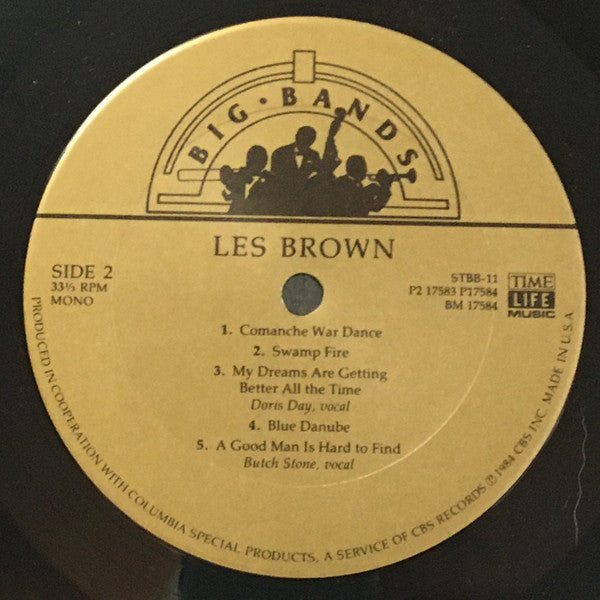 BIG • BANDS
LES BROWN
SIDE 2
33⅓ RPM
MONO
STBB-11
P2 17583 P17584
BM 17584
TIME
LIFE
MUSIC
1. Comanche War Dance
2. Swamp Fire
3. My Dreams Are Getting
Better All the Time
Doris Day, vocal
4. Blue Danube
5. A Good Man Is Hard to Find
Butch Stone, vocal
PRODUCED IN COOPERATION WITH COLUMBIA SPECIAL PRODUCTS, A SERVICE OF CBS RECORDS ℗ 1984 CBS INC. MADE IN U.S.A.